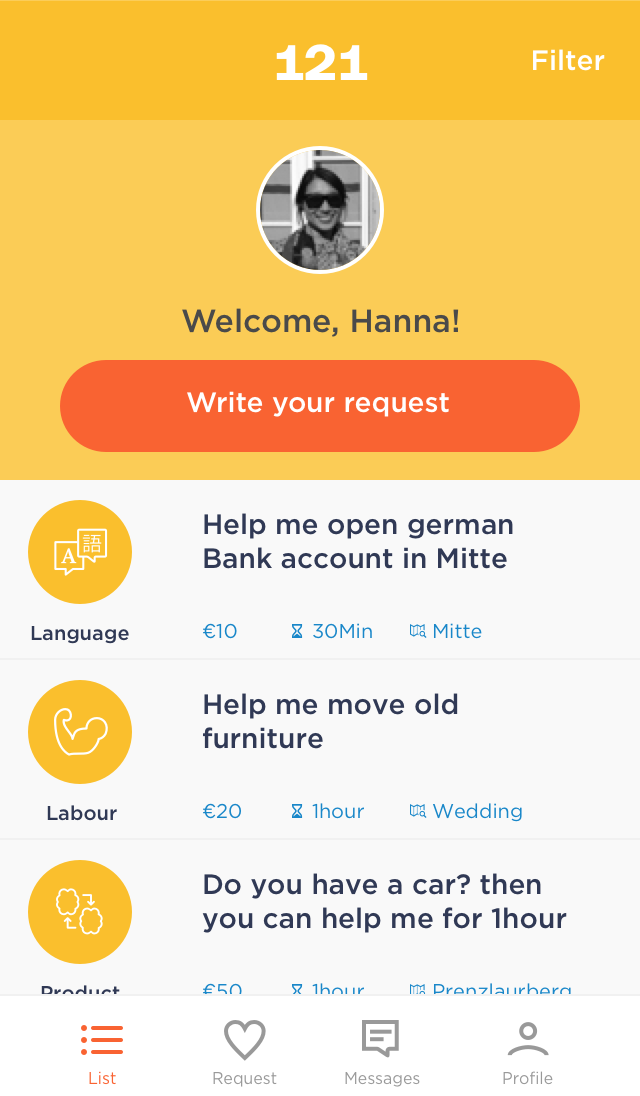 121
Filter
Welcome, Hanna!
Write your request
A 語
Help me open german
Bank account in Mitte
Language
€10
30Min
Mitte
Help me move old
furniture
Labour
€20
1hour
Wedding
Do you have a car? then
you can help me for 1hour
Product
€50
1hour
Prenzlaurberg
List
Request
Messages
Profile